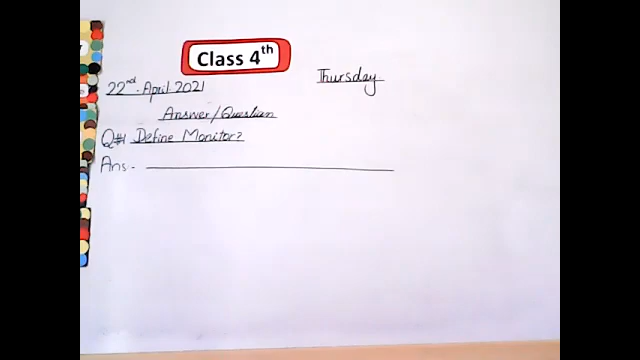 Class 4th
22nd. April 2021 Thursday
Answer/Question
Q#1 Define Monitor?
Ans-